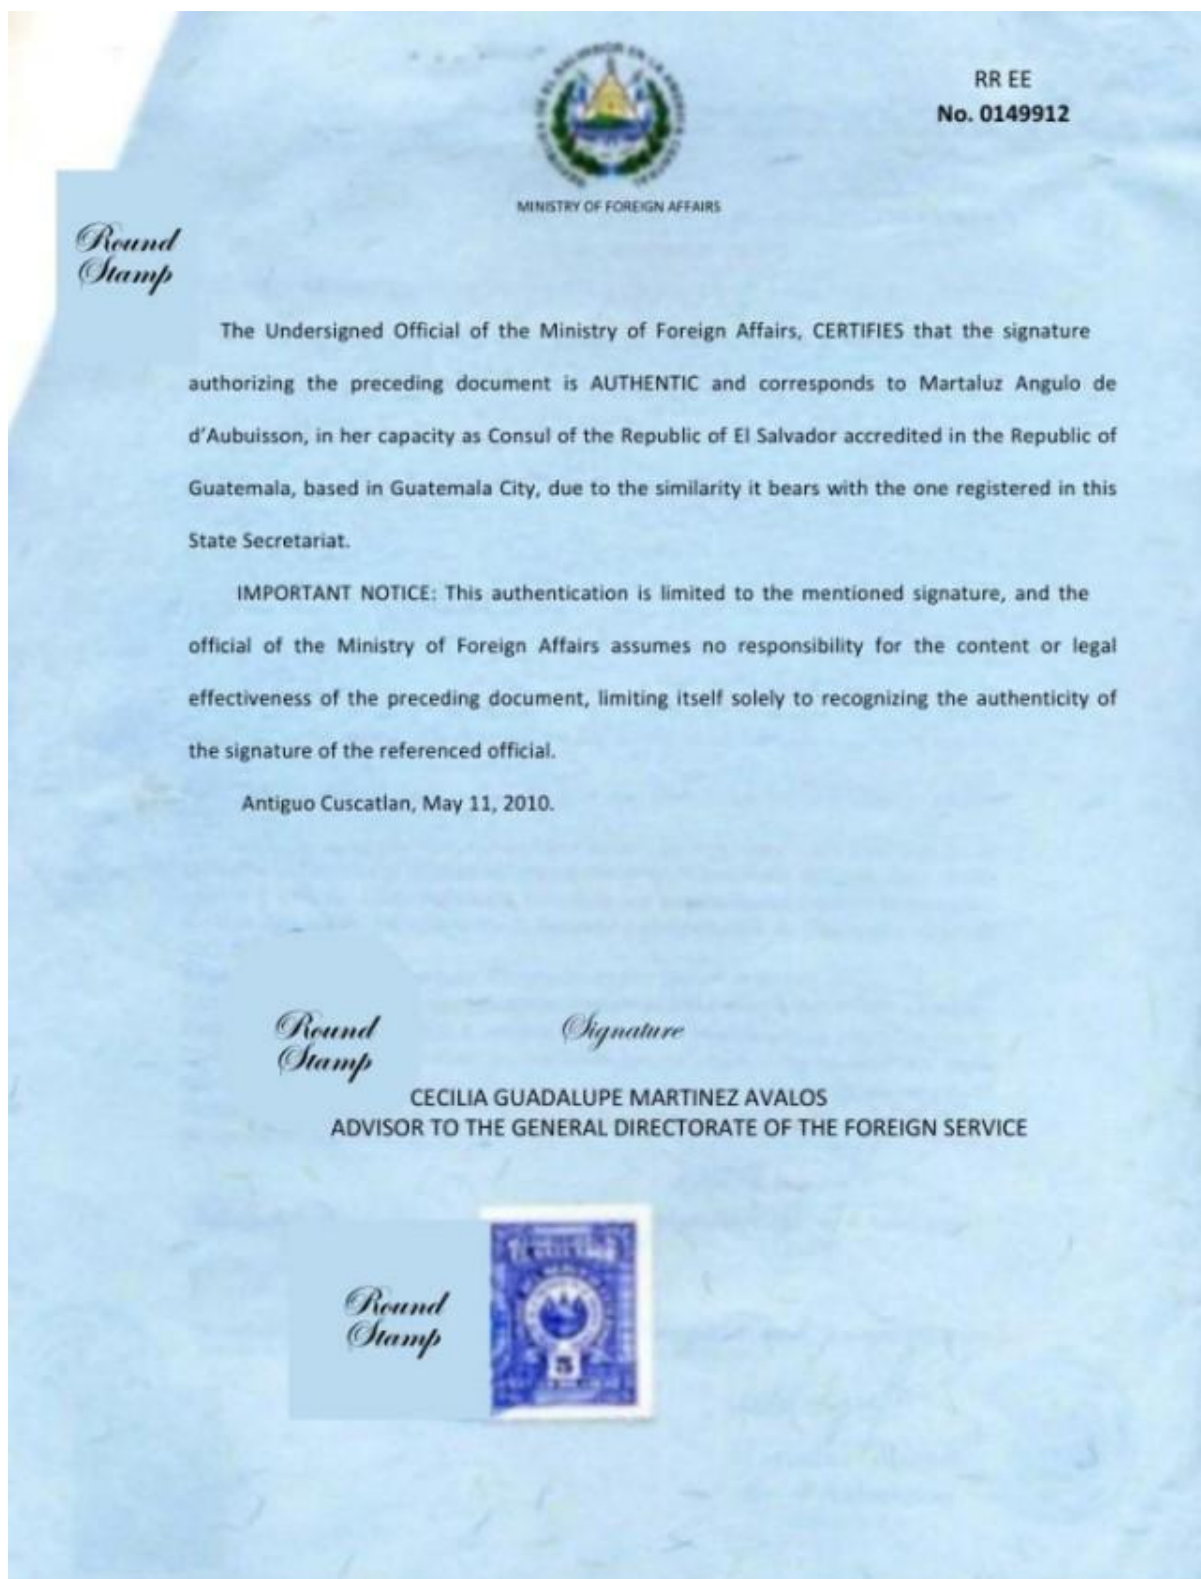 RR EE
No. 0149912
MINISTRY OF FOREIGN AFFAIRS
Round
Stamp
The Undersigned Official of the Ministry of Foreign Affairs, CERTIFIES that the signature
authorizing the preceding document is AUTHENTIC and corresponds to Martaluz Angulo de
d’Aubuisson, in her capacity as Consul of the Republic of El Salvador accredited in the Republic of
Guatemala, based in Guatemala City, due to the similarity it bears with the one registered in this
State Secretariat.
IMPORTANT NOTICE: This authentication is limited to the mentioned signature, and the
official of the Ministry of Foreign Affairs assumes no responsibility for the content or legal
effectiveness of the preceding document, limiting itself solely to recognizing the authenticity of
the signature of the referenced official.
Antiguo Cuscatlan, May 11, 2010.
Round
Stamp
Signature
CECILIA GUADALUPE MARTINEZ AVALOS
ADVISOR TO THE GENERAL DIRECTORATE OF THE FOREIGN SERVICE
Round
Stamp